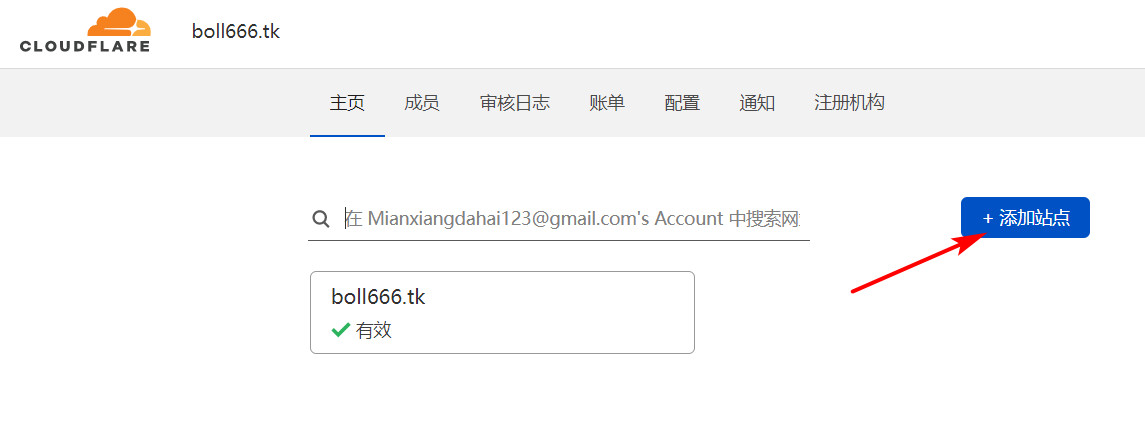 CLOUDFLARE
boll666.tk
主页 成员 审核日志 账单 配置 通知 注册机构
在 Mianxiangdahai123@gmail.com's Account 中搜索网
+ 添加站点
boll666.tk
有效